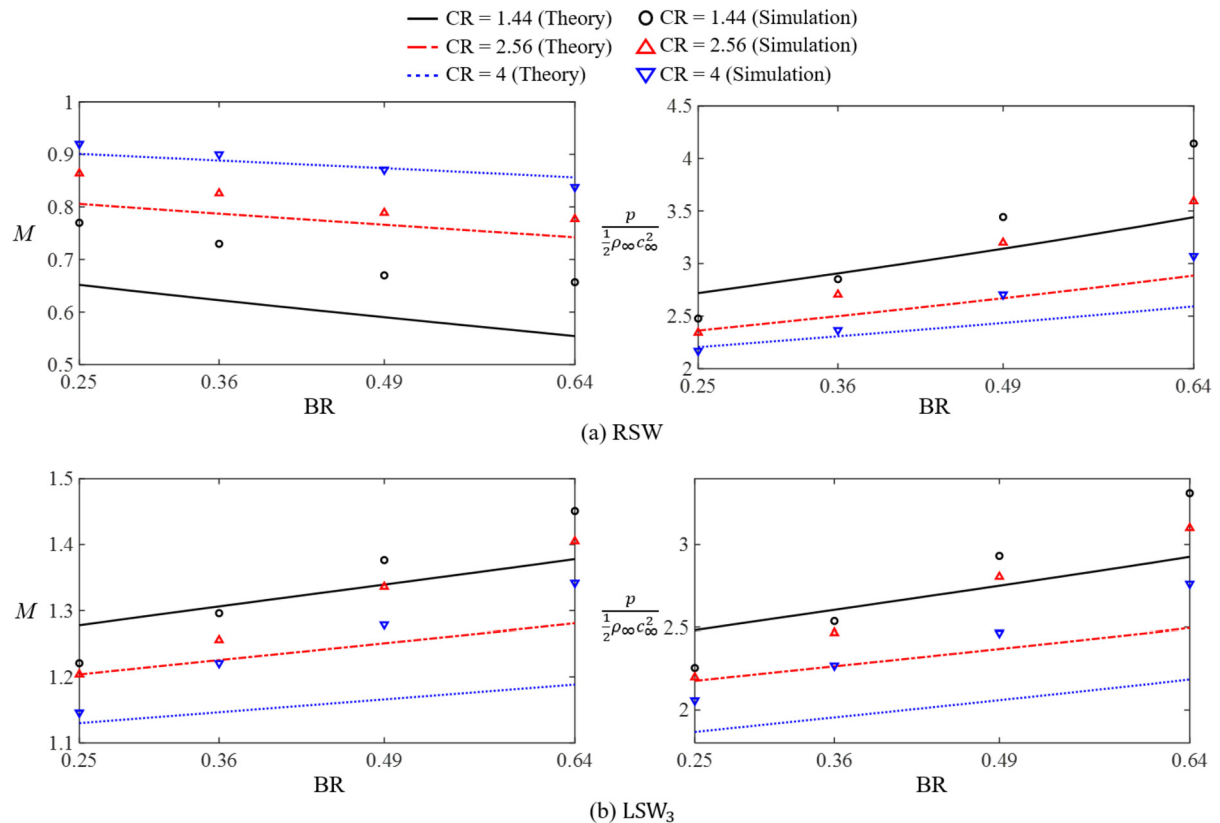 CR = 1.44 (Theory) CR = 1.44 (Simulation)
CR = 2.56 (Theory) CR = 2.56 (Simulation)
CR = 4 (Theory) CR = 4 (Simulation)
1
0.9
0.8
0.7
0.6
0.5
M
0.25 0.36 0.49 0.64
BR
4.5
4
3.5
3
2.5
2
p
½ρ∞c∞²
0.25 0.36 0.49 0.64
BR
(a) RSW
1.5
1.4
1.3
1.2
1.1
M
0.25 0.36 0.49 0.64
BR
3
2.5
2
p
½ρ∞c∞²
0.25 0.36 0.49 0.64
BR
(b) LSW₃